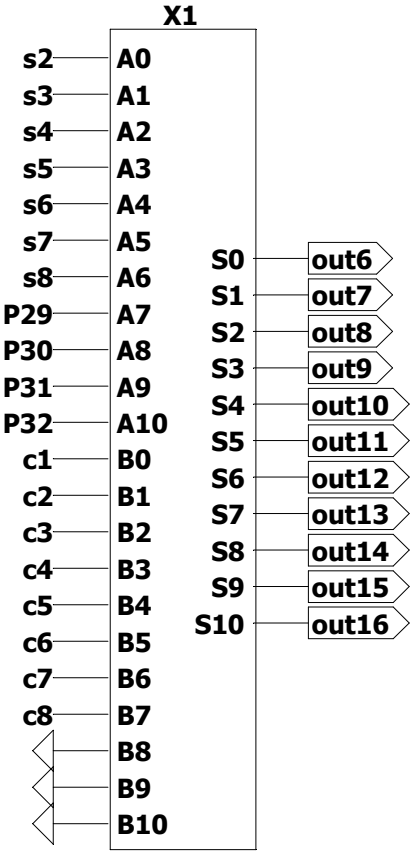 X1
s2 A0
s3 A1
s4 A2
s5 A3
s6 A4
s7 A5
s8 A6
P29 A7
P30 A8
P31 A9
P32 A10
c1 B0
c2 B1
c3 B2
c4 B3
c5 B4
c6 B5
c7 B6
c8 B7
B8
B9
B10
S0 out6
S1 out7
S2 out8
S3 out9
S4 out10
S5 out11
S6 out12
S7 out13
S8 out14
S9 out15
S10 out16